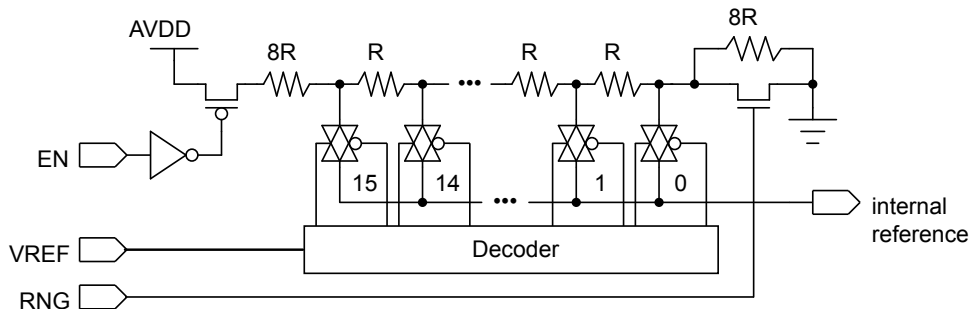 AVDD
8R
R
R
R
8R
EN
15
14
•••
1
0
•••
internal
reference
VREF
Decoder
RNG